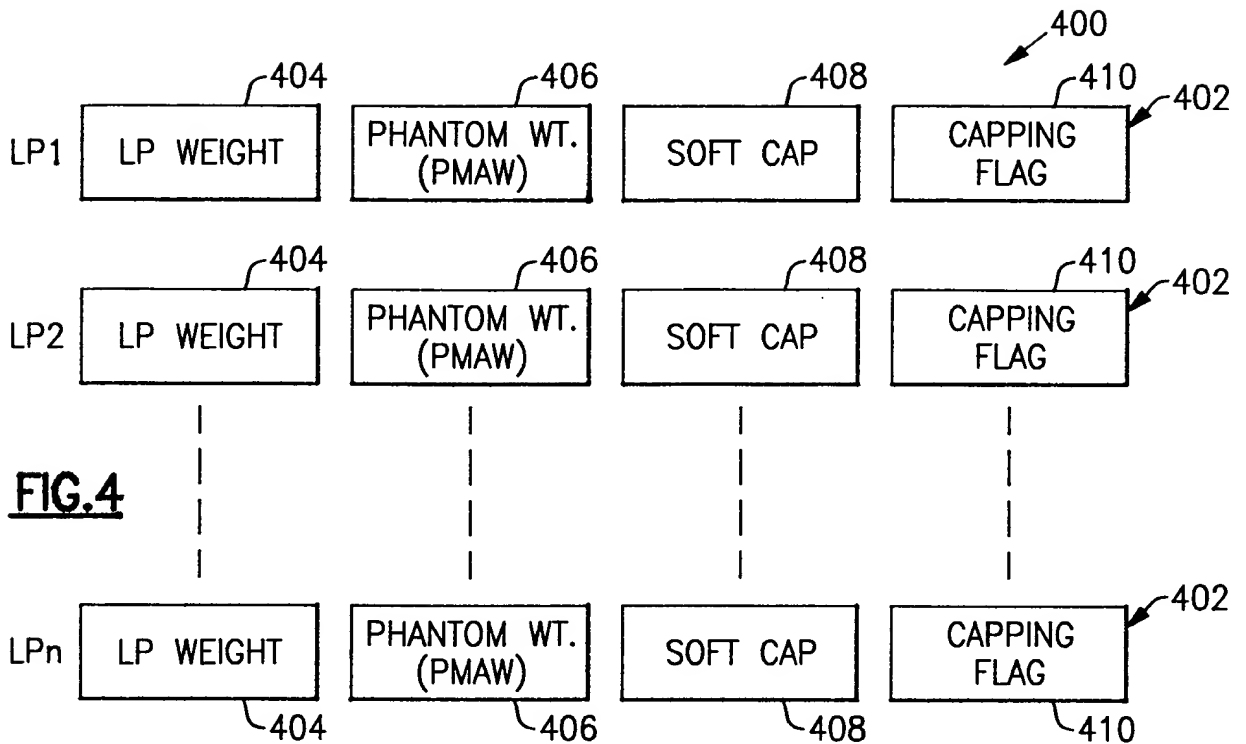 400
404 406 408 410 402
LP1 LP WEIGHT PHANTOM WT. (PMAW) SOFT CAP CAPPING FLAG
404 406 408 410 402
LP2 LP WEIGHT PHANTOM WT. (PMAW) SOFT CAP CAPPING FLAG
FIG.4
402
LPn LP WEIGHT PHANTOM WT. (PMAW) SOFT CAP CAPPING FLAG
404 406 408 410